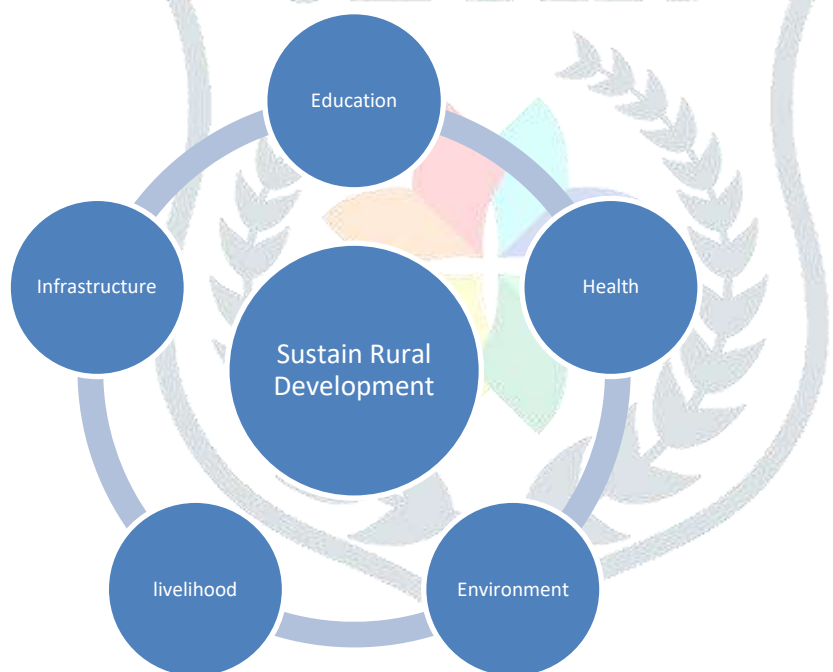 Education
Infrastructure
Health
Sustain Rural
Development
livelihood
Environment